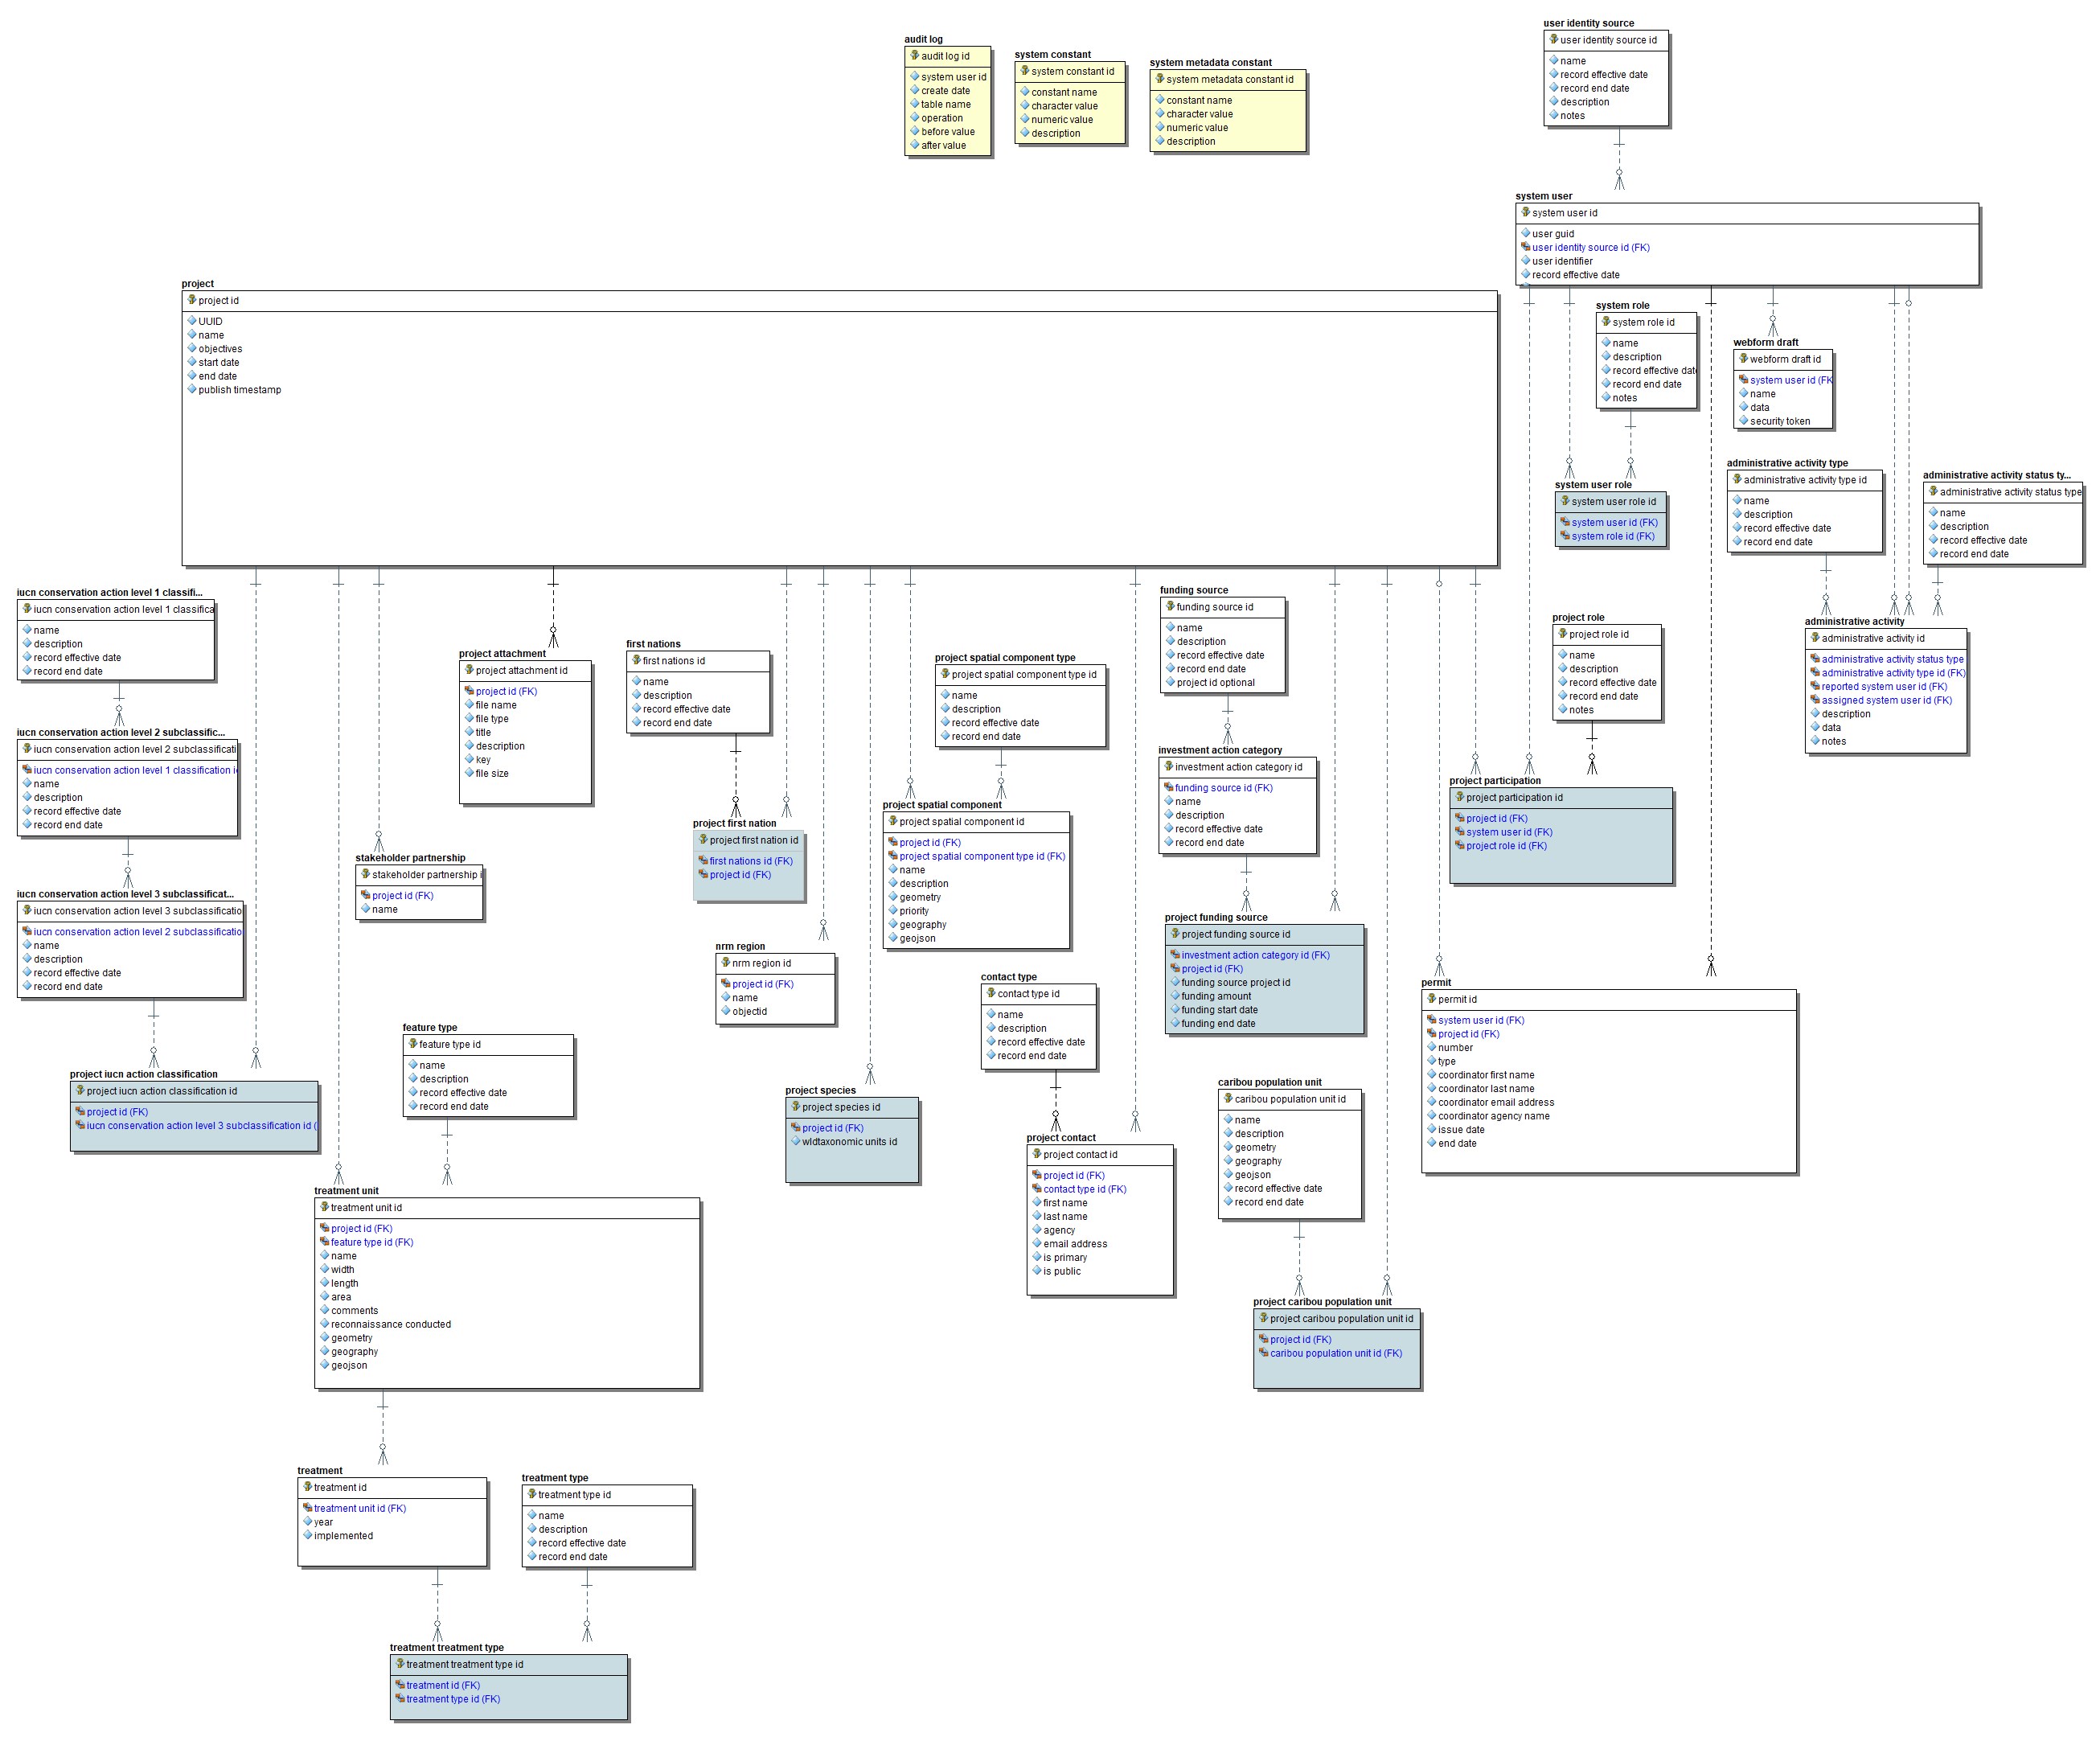 user identity source
user identity source id
name
record effective date
record end date
description
notes
audit log
audit log id
system user id
create date
table name
operation
before value
after value
system constant
system constant id
constant name
character value
numeric value
description
system metadata constant
system metadata constant id
constant name
character value
numeric value
description
system user
system user id
user guid
user identity source id (FK)
user identifier
record effective date
project
project id
UUID
name
objectives
start date
end date
publish timestamp
system role
system role id
name
description
record effective date
record end date
notes
webform draft
webform draft id
system user id (FK
name
data
security token
system user role
system user role id
system user id (FK)
system role id (FK)
administrative activity type
administrative activity type id
name
description
record effective date
record end date
administrative activity status ty...
administrative activity status type
name
description
record effective date
record end date
administrative activity
administrative activity id
administrative activity status type
administrative activity type id (FK)
reported system user id (FK)
assigned system user id (FK)
description
data
notes
iucn conservation action level 1 classifi...
iucn conservation action level 1 classifica
name
description
record effective date
record end date
iucn conservation action level 2 subclassific...
iucn conservation action level 2 subclassificati
iucn conservation action level 1 classification i
name
description
record effective date
record end date
iucn conservation action level 3 subclassificat...
iucn conservation action level 3 subclassificatio
iucn conservation action level 2 subclassificatio
name
description
record effective date
record end date
project iucn action classification
project iucn action classification id
project id (FK)
iucn conservation action level 3 subclassification id (
stakeholder partnership
stakeholder partnership i
project id (FK)
name
project attachment
project attachment id
project id (FK)
file name
file type
title
description
key
file size
first nations
first nations id
name
description
record effective date
record end date
project first nation
project first nation id
first nations id (FK)
project id (FK)
nrm region
nrm region id
project id (FK)
name
objectid
project spatial component type
project spatial component type id
name
description
record effective date
record end date
project spatial component
project spatial component id
project id (FK)
project spatial component type id (FK)
name
description
geometry
priority
geography
geojson
funding source
funding source id
name
description
record effective date
record end date
project id optional
investment action category
investment action category id
funding source id (FK)
name
description
record effective date
record end date
project funding source
project funding source id
investment action category id (FK)
project id (FK)
funding source project id
funding amount
funding start date
funding end date
project role
project role id
name
description
record effective date
record end date
notes
project participation
project participation id
project id (FK)
system user id (FK)
project role id (FK)
permit
permit id
system user id (FK)
project id (FK)
number
type
coordinator first name
coordinator last name
coordinator email address
coordinator agency name
issue date
end date
contact type
contact type id
name
description
record effective date
record end date
project contact
project contact id
project id (FK)
contact type id (FK)
first name
last name
agency
email address
is primary
is public
project species
project species id
project id (FK)
wldtaxonomic units id
caribou population unit
caribou population unit id
name
description
geometry
geography
geojson
record effective date
record end date
project caribou population unit
project caribou population unit id
project id (FK)
caribou population unit id (FK)
feature type
feature type id
name
description
record effective date
record end date
treatment unit
treatment unit id
project id (FK)
feature type id (FK)
name
width
length
area
comments
reconnaissance conducted
geometry
geography
geojson
treatment
treatment id
treatment unit id (FK)
year
implemented
treatment type
treatment type id
name
description
record effective date
record end date
treatment treatment type
treatment treatment type id
treatment id (FK)
treatment type id (FK)